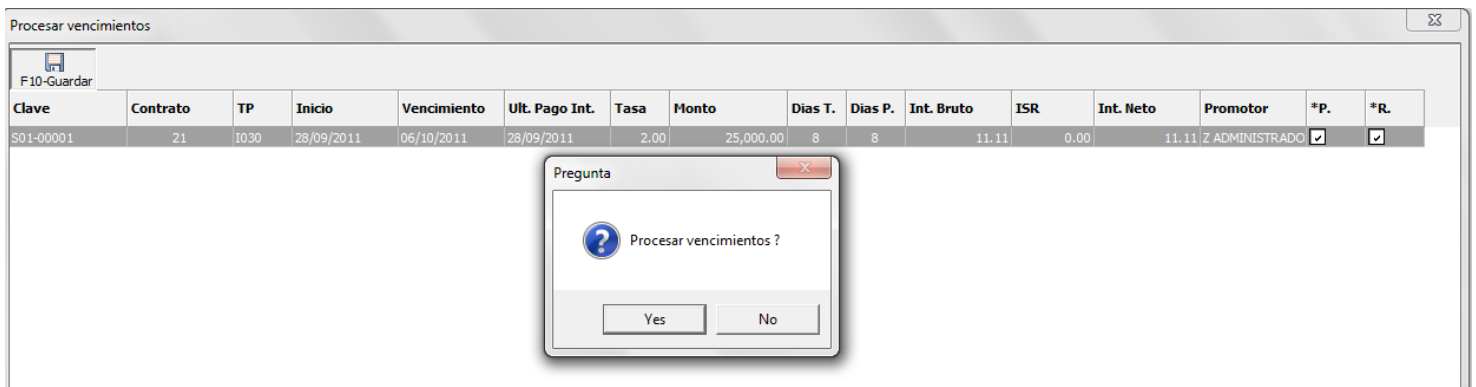 Procesar vencimientos
F10-Guardar
Clave Contrato TP Inicio Vencimiento Ult. Pago Int. Tasa Monto Dias T. Dias P. Int. Bruto ISR Int. Neto Promotor *P. *R.
S01-00001 21 I030 28/09/2011 06/10/2011 28/09/2011 2.00 25,000.00 8 8 11.11 0.00 11.11 Z ADMINISTRADO
Pregunta
Procesar vencimientos ?
Yes No